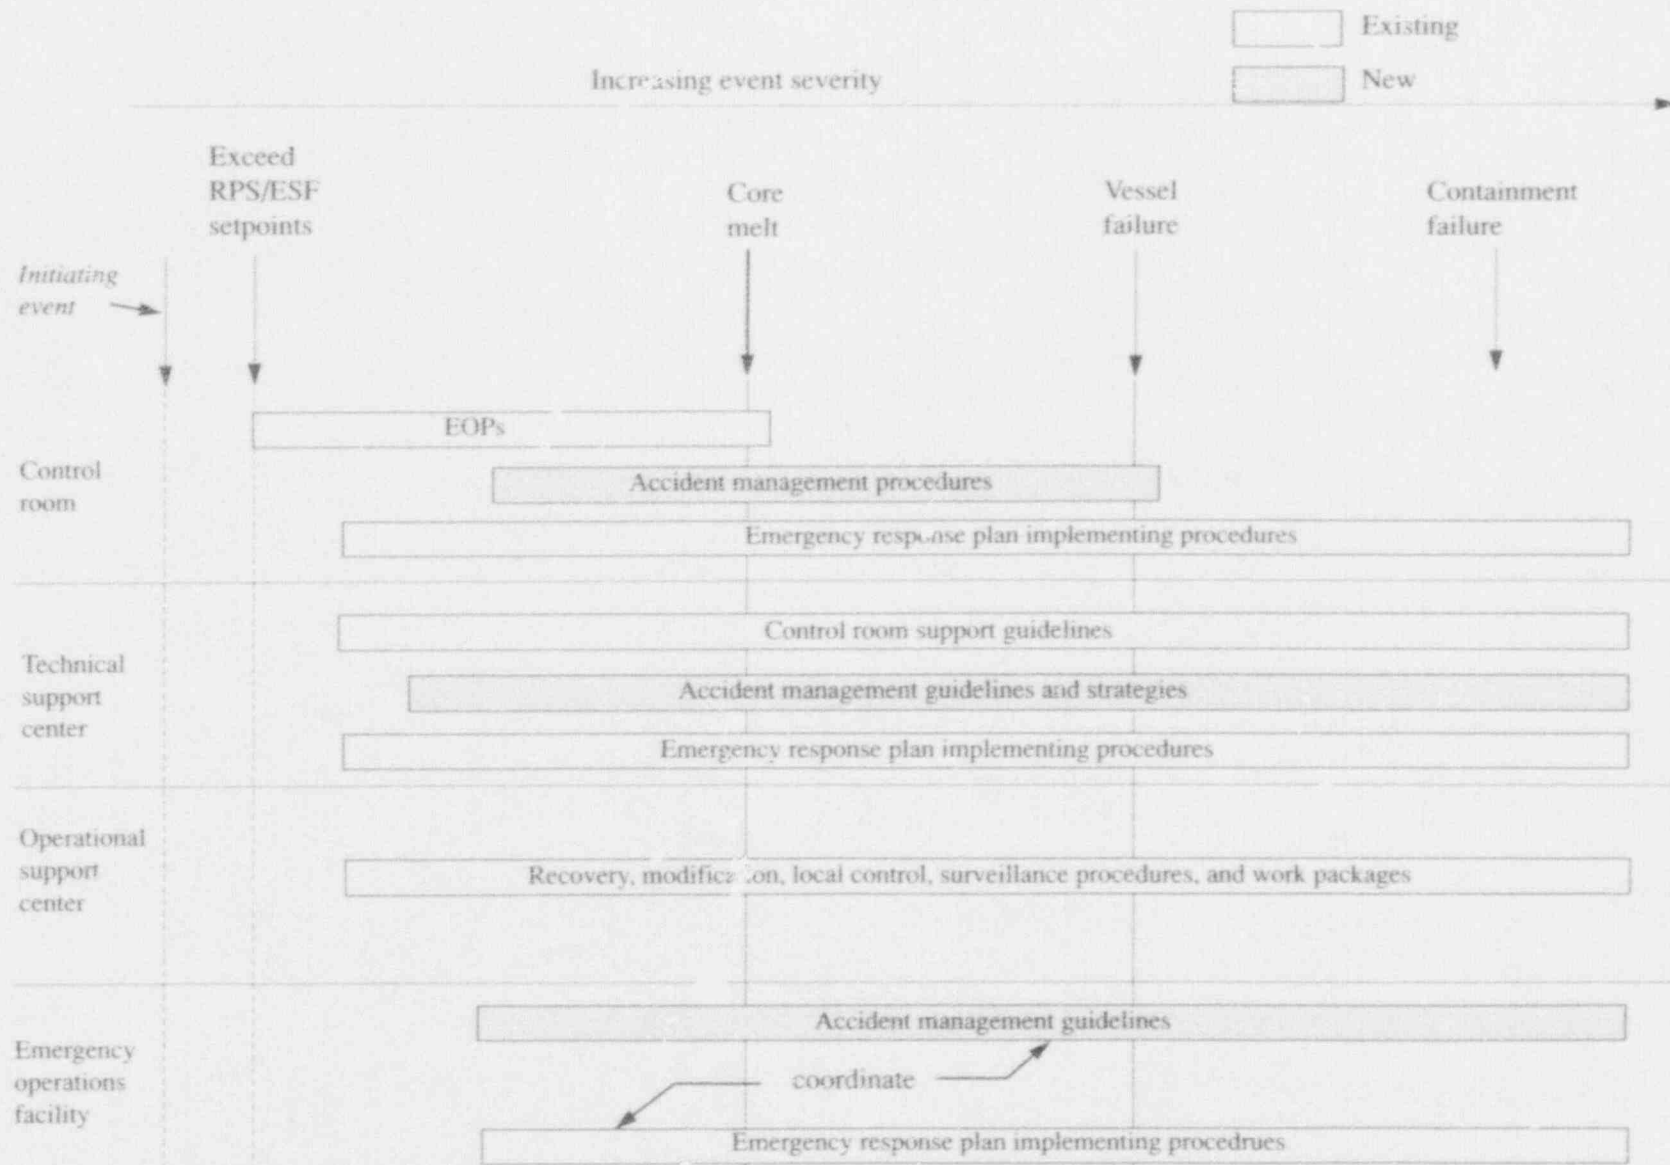 Existing
Increasing event severity
New
Exceed
RPS/ESF
setpoints
Core
melt
Vessel
failure
Containment
failure
Initiating
event
EOPs
Control
room
Accident management procedures
Emergency response plan implementing procedures
Control room support guidelines
Technical
support
center
Accident management guidelines and strategies
Emergency response plan implementing procedures
Operational
support
center
Recovery, modification, local control, surveillance procedures, and work packages
Accident management guidelines
Emergency
operations
facility
coordinate
Emergency response plan implementing procedrues